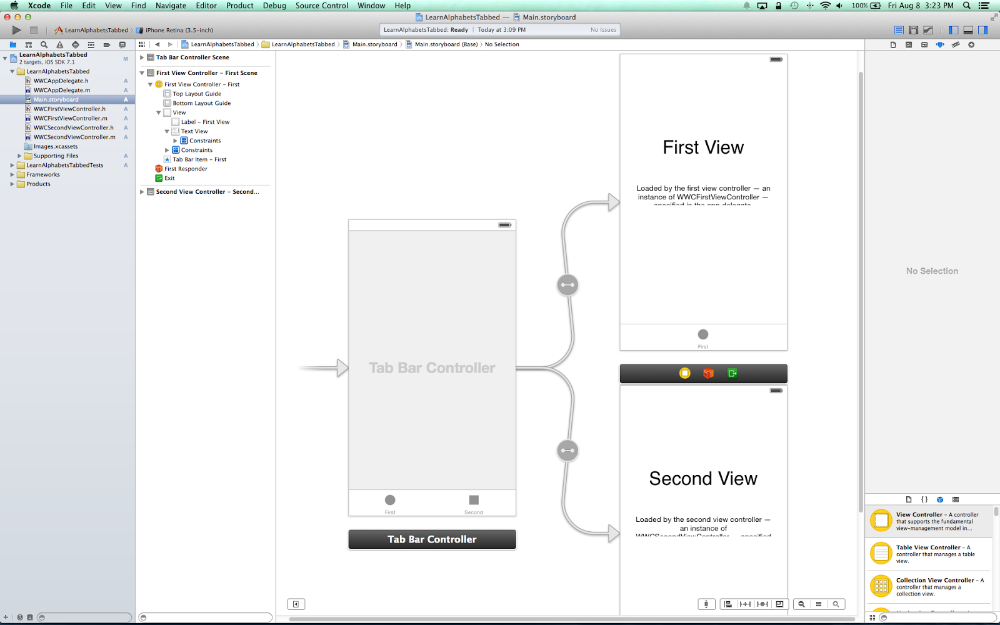 Xcode File Edit View Find Navigate Editor Product Debug Source Control Window Help 100% Fri Aug 8 3:23 PM
LearnAlphabetsTabbed — Main.storyboard
LearnAlphabetsTabbed iPhone Retina (3.5-inch) LearnAlphabetsTabbed: Ready Today at 3:09 PM No Issues
LearnAlphabetsTabbed LearnAlphabetsTabbed Main.storyboard Main.storyboard (Base) No Selection
LearnAlphabetsTabbed
2 targets, iOS SDK 7.1 M
LearnAlphabetsTabbed
WWCAppDelegate.h A
WWCAppDelegate.m A
Main.storyboard A
WWCFirstViewController.h A
WWCFirstViewController.m A
WWCSecondViewController.h A
WWCSecondViewController.m A
Images.xcassets
Supporting Files A
LearnAlphabetsTabbedTests A
Frameworks
Products
Tab Bar Controller Scene
First View Controller – First Scene
First View Controller – First
Top Layout Guide
Bottom Layout Guide
View
Label – First View
Text View
Constraints
Constraints
Tab Bar Item – First
First Responder
Exit
Second View Controller – Second...
Tab Bar Controller
First Second
Tab Bar Controller
First View
Loaded by the first view controller — an
instance of WWCFirstViewController —
specified in the app delegate
First
Second View
Loaded by the second view controller —
an instance of
WWCSecondViewController — specified
No Selection
View Controller – A controller
that supports the fundamental
view-management model in...
Table View Controller – A
controller that manages a table
view.
Collection View Controller – A
controller that manages a
collection view.